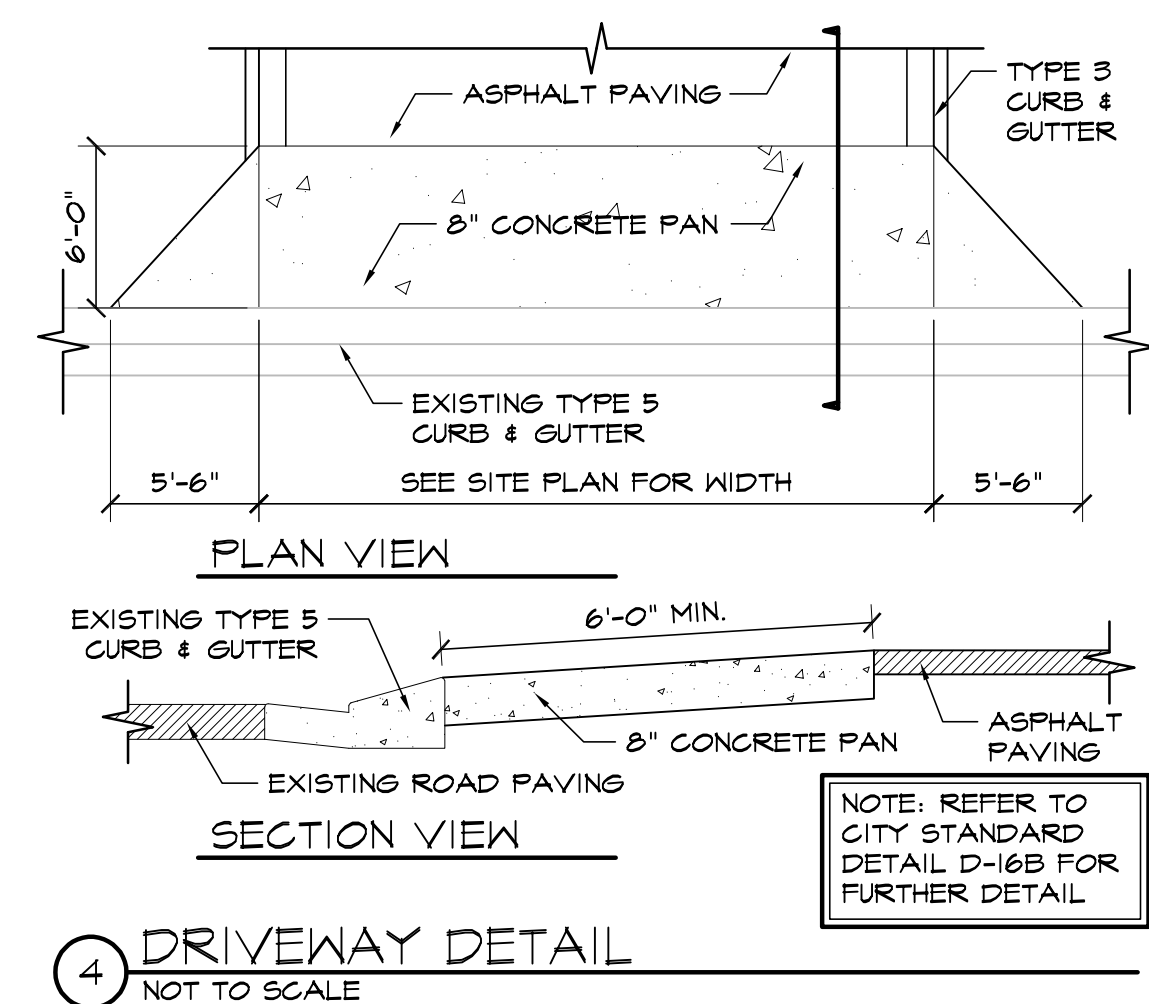 ASPHALT PAVING
TYPE 3
CURB &
GUTTER
6'-0"
8" CONCRETE PAN
EXISTING TYPE 5
CURB & GUTTER
5'-6"
SEE SITE PLAN FOR WIDTH
5'-6"
PLAN VIEW
EXISTING TYPE 5
CURB & GUTTER
6'-0" MIN.
8" CONCRETE PAN
ASPHALT
PAVING
EXISTING ROAD PAVING
SECTION VIEW
NOTE: REFER TO
CITY STANDARD
DETAIL D-16B FOR
FURTHER DETAIL
4
DRIVEWAY DETAIL
NOT TO SCALE